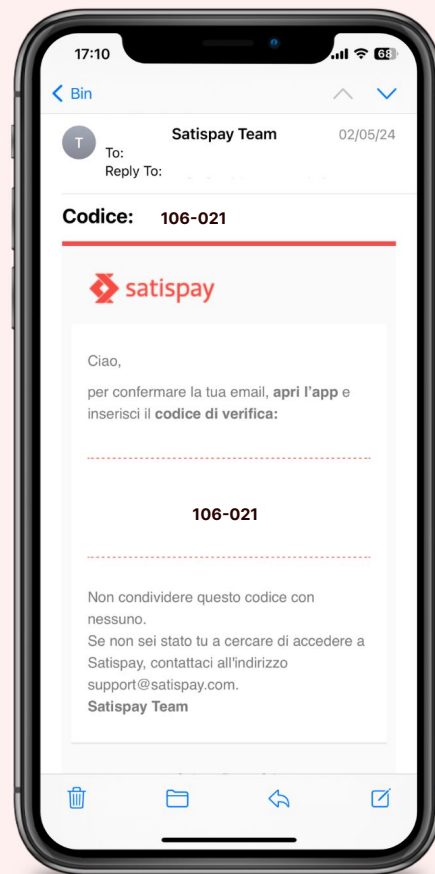 17:10
68
Bin
T
Satispay Team
02/05/24
To:
Reply To:
Codice: 106-021
satispay
Ciao,
per confermare la tua email, apri l'app e
inserisci il codice di verifica:
106-021
Non condividere questo codice con
nessuno.
Se non sei stato tu a cercare di accedere a
Satispay, contattaci all'indirizzo
support@satispay.com.
Satispay Team